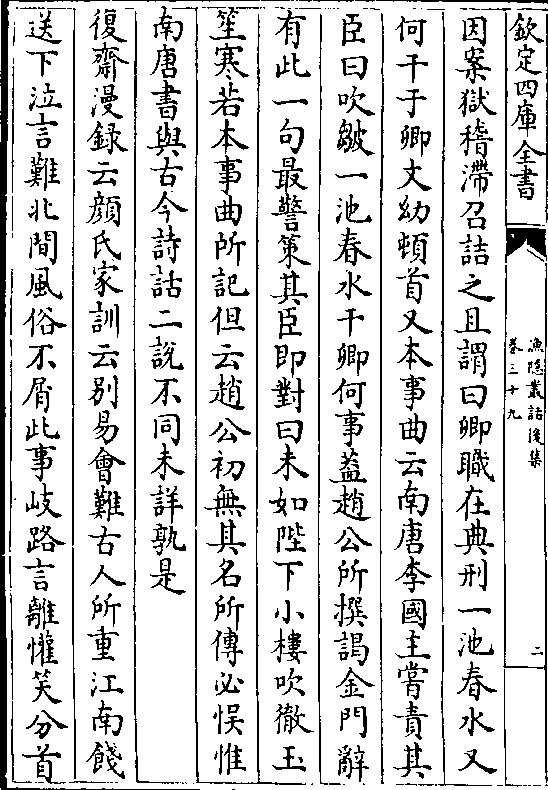 欽定四庫全書
漁隱叢話後集
卷三十九
二
因案獄稽滯召詰之且謂曰卿職在典刑一池春水又
何干于卿文幼頓首又本事曲云南唐李國主嘗責其
臣曰吹皺一池春水干卿何事葢趙公所撰謁金門辭
有此一句最警策其臣即對曰未如陛下小樓吹徹玉
笙寒若本事曲所記但云趙公初無其名所傳必悮惟
南唐書與古今詩話二說不同未詳孰是
復齋漫録云顔氏家訓云别易會難古人所重江南餞
送下泣言難北間風俗不屑此事岐路言離懽笑分首